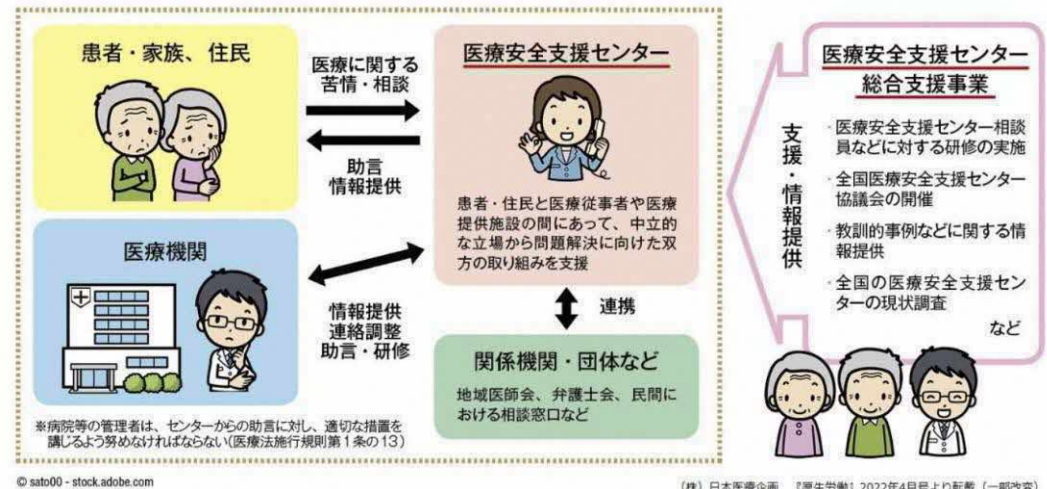 患者・家族、住民
医療に関する
苦情・相談
助言
情報提供
医療安全支援センター
患者・住民と医療従事者や医療
提供施設の間にあって、中立的
な立場から問題解決に向けた双
方の取り組みを支援
医療機関
情報提供
連絡調整
助言・研修
連携
関係機関・団体など
地域医師会、弁護士会、民間に
おける相談窓口など
※病院等の管理者は、センターからの助言に対し、適切な措置を
講じるよう努めなければならない(医療法施行規則第1条の13)
支援・情報提供
医療安全支援センター
総合支援事業
・医療安全支援センター相談
員などに対する研修の実施
・全国医療安全支援センター
協議会の開催
・教訓的事例などに関する情
報提供
・全国の医療安全支援セン
ターの現状調査
など
© sato00 - stock.adobe.com
(株)日本医療企画 『厚生労働』2022年4月号より転載(一部改変)